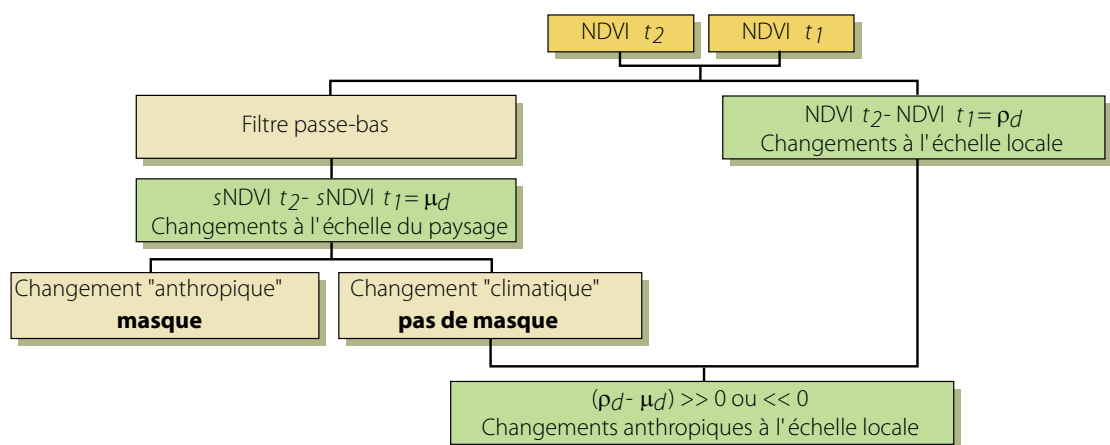 NDVI t2
NDVI t1
Filtre passe-bas
NDVI t2- NDVI t1= ρd
Changements à l'échelle locale
sNDVI t2- sNDVI t1= μd
Changements à l'échelle du paysage
Changement "anthropique"
masque
Changement "climatique"
pas de masque
(ρd- μd) >> 0 ou << 0
Changements anthropiques à l'échelle locale